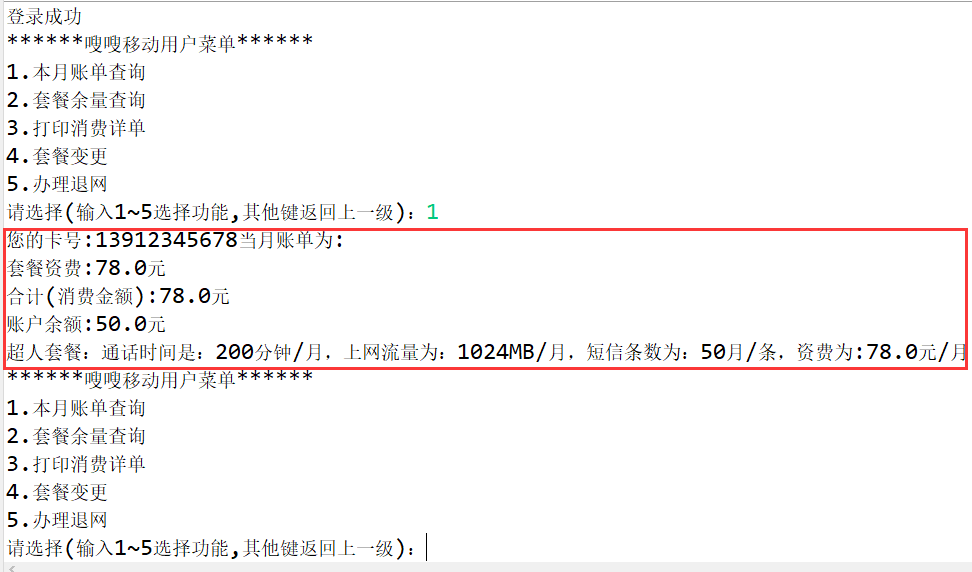 登录成功
******嗖嗖移动用户菜单******
1.本月账单查询
2.套餐余量查询
3.打印消费详单
4.套餐变更
5.办理退网
请选择(输入1~5选择功能,其他键返回上一级)：1
您的卡号:13912345678当月账单为:
套餐资费:78.0元
合计(消费金额):78.0元
账户余额:50.0元
超人套餐：通话时间是：200分钟/月，上网流量为：1024MB/月，短信条数为：50月/条，资费为:78.0元/月
******嗖嗖移动用户菜单******
1.本月账单查询
2.套餐余量查询
3.打印消费详单
4.套餐变更
5.办理退网
请选择(输入1~5选择功能,其他键返回上一级)：